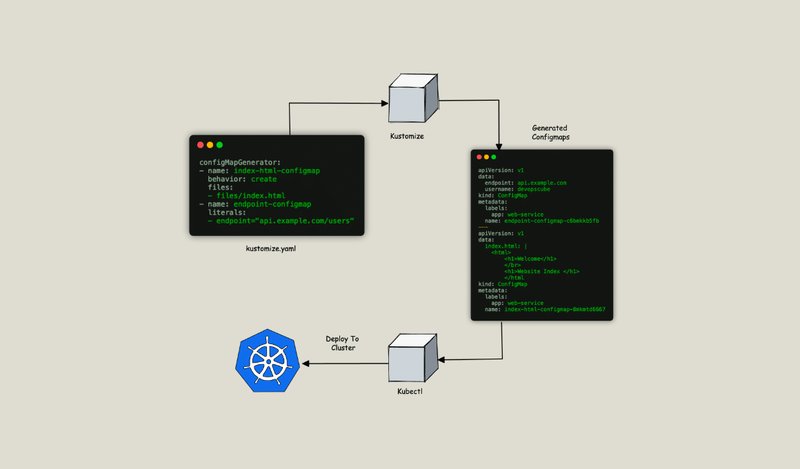 Kustomize
Generated
Configmaps
configMapGenerator:
- name: index-html-configmap
behavior: create
files:
- files/index.html
- name: endpoint-configmap
literals:
- endpoint="api.example.com/users"
kustomize.yaml
apiVersion: v1
data:
endpoint: api.example.com
username: devopscube
kind: ConfigMap
metadata:
labels:
app: web-service
name: endpoint-configmap-c6bmkkb5fb
---
apiVersion: v1
data:
index.html: |
<html>
<h1>Welcome</h1>
</br>
<h1>Website Index </h1>
</html
kind: ConfigMap
metadata:
labels:
app: web-service
name: index-html-configmap-8mkmtd6667
Deploy To
Cluster
Kubectl